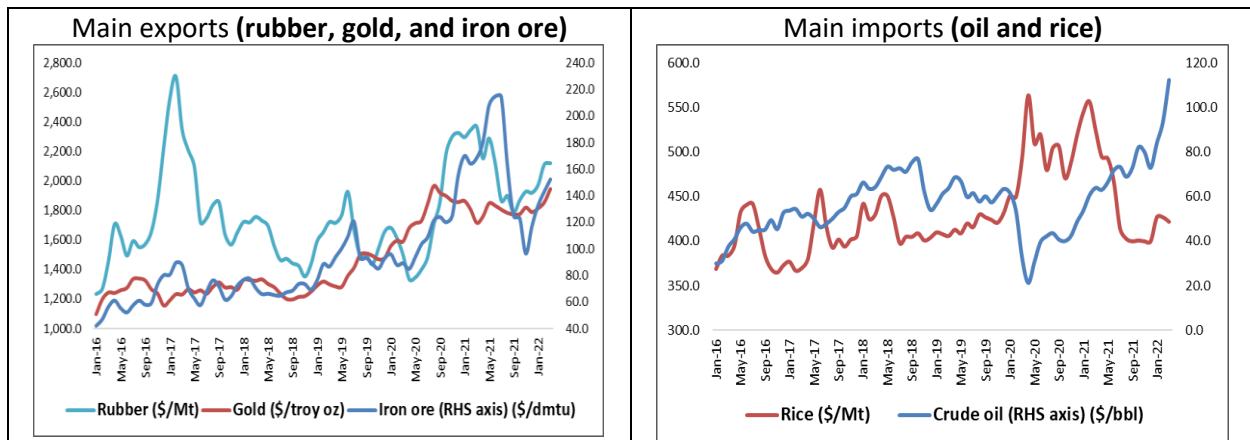 Main exports (rubber, gold, and iron ore)
2,800.0
2,600.0
2,400.0
2,200.0
2,000.0
1,800.0
1,600.0
1,400.0
1,200.0
1,000.0
240.0
220.0
200.0
180.0
160.0
140.0
120.0
100.0
80.0
60.0
40.0
Jan-16
May-16
Sep-16
Jan-17
May-17
Sep-17
Jan-18
May-18
Sep-18
Jan-19
May-19
Sep-19
Jan-20
May-20
Sep-20
Jan-21
May-21
Sep-21
Jan-22
Rubber ($/Mt) Gold ($/troy oz) Iron ore (RHS axis) ($/dmtu)
Main imports (oil and rice)
600.0
550.0
500.0
450.0
400.0
350.0
300.0
120.0
100.0
80.0
60.0
40.0
20.0
0.0
Jan-16
May-16
Sep-16
Jan-17
May-17
Sep-17
Jan-18
May-18
Sep-18
Jan-19
May-19
Sep-19
Jan-20
May-20
Sep-20
Jan-21
May-21
Sep-21
Jan-22
Rice ($/Mt) Crude oil (RHS axis) ($/bbl)